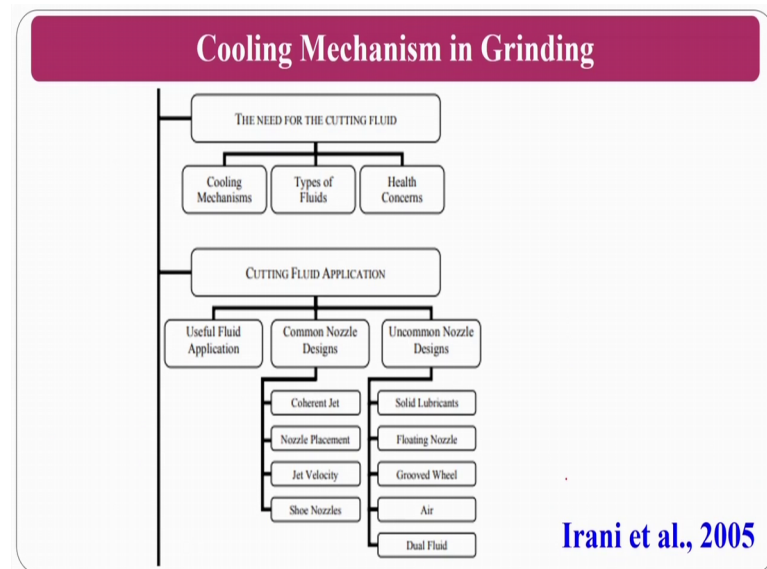 Cooling Mechanism in Grinding
THE NEED FOR THE CUTTING FLUID
Cooling
Mechanisms
Types of
Fluids
Health
Concerns
CUTTING FLUID APPLICATION
Useful Fluid
Application
Common Nozzle
Designs
Uncommon Nozzle
Designs
Coherent Jet
Nozzle Placement
Jet Velocity
Shoe Nozzles
Solid Lubricants
Floating Nozzle
Grooved Wheel
Air
Dual Fluid
Irani et al., 2005